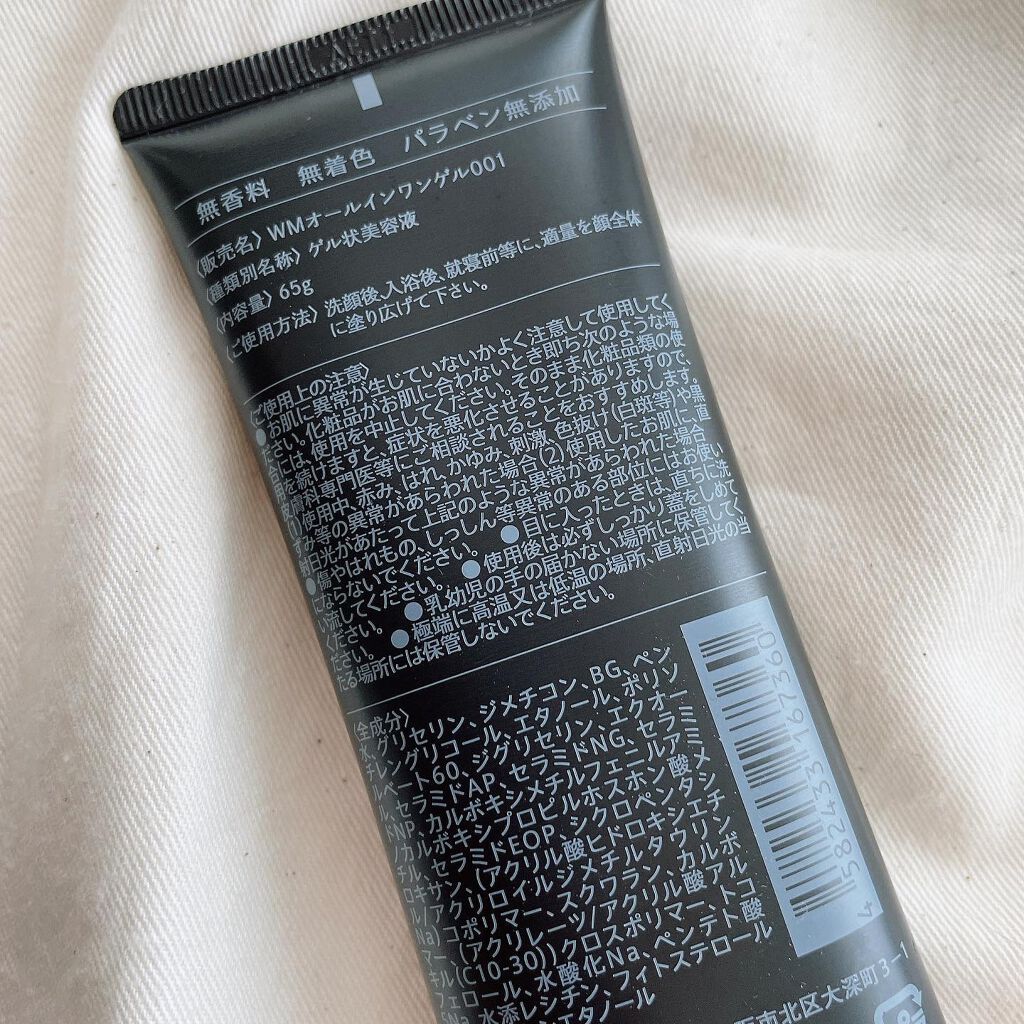 無香料 無着色 パラベン無添加
〈販売名〉WMオールインワンゲル001
〈種類別名称〉ゲル状美容液
〈内容量〉65g
〈ご使用方法〉洗顔後、入浴後、就寝前等に、適量を顔全体
に塗り広げて下さい。
〈ご使用上の注意〉
●お肌に異常が生じていないかよく注意して使用してく
ださい。化粧品がお肌に合わないとき即ち次のような場
合には、使用を中止してください。そのまま化粧品類の使
用を続けますと、症状を悪化させることがありますので、
皮膚科専門医等にご相談されることをおすすめします。
(1)使用中、赤み、はれ、かゆみ、刺激、色抜け(白斑等)や黒
ずみ等の異常があらわれた場合(2)使用したお肌に、直
射日光があたって上記のような異常があらわれた場合
●傷やはれもの、しっしん等異常のある部位にはお使い
にならないでください。●目に入ったときは、直ちに洗
い流してください。●使用後は必ずしっかり蓋をしめて
ください。●乳幼児の手の届かない場所に保管してく
ださい。●極端に高温又は低温の場所、直射日光の当
たる場所には保管しないでください。
〈全成分〉
水、グリセリン、ジメチコン、BG、ペン
チレングリコール、エタノール、ポリソ
ルベート60、ジグリセリン、エクオー
ル、セラミドAP、セラミドNG、セラミ
ドNP、カルボキシメチルフェニルアミ
ノカルボキシプロピルホスホン酸メ
チル、セラミドEOP、シクロペンタシ
ロキサン、(アクリル酸ヒドロキシエチ
ル/アクリロイルジメチルタウリン
Na)コポリマー、スクワラン、カルボ
マー、(アクリレーツ/アクリル酸アル
キル(C10-30))クロスポリマー、トコ
フェロール、水酸化Na、ペンテト酸
水添レシチン、フィトステロール
エタノール
4 582433 767360
阪市北区大深町3-1